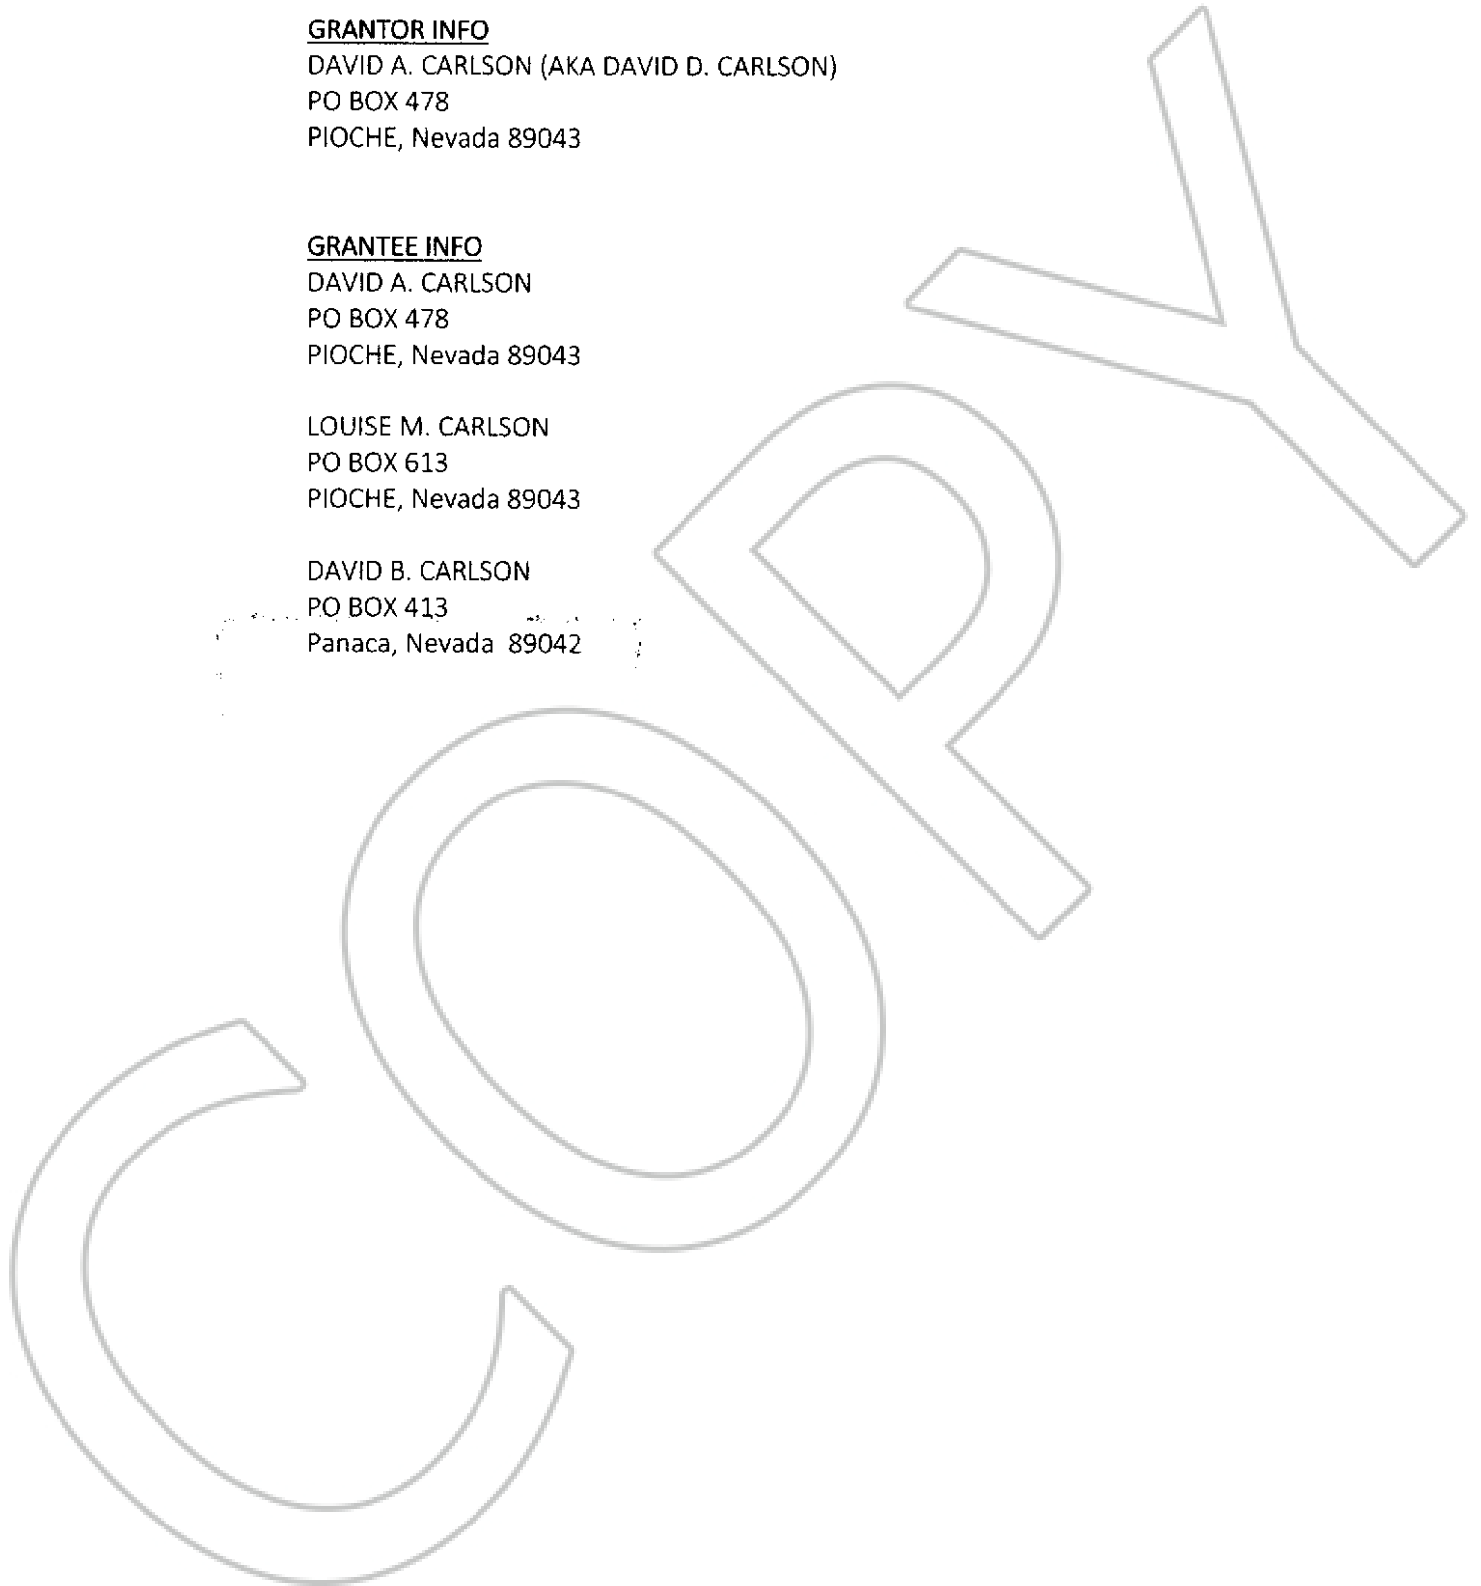 GRANTOR INFO
DAVID A. CARLSON (AKA DAVID D. CARLSON)
PO BOX 478
PIOCHE, Nevada 89043
GRANTEE INFO
DAVID A. CARLSON
PO BOX 478
PIOCHE, Nevada 89043
LOUISE M. CARLSON
PO BOX 613
PIOCHE, Nevada 89043
DAVID B. CARLSON
PO BOX 413
Panaca, Nevada 89042
COPY